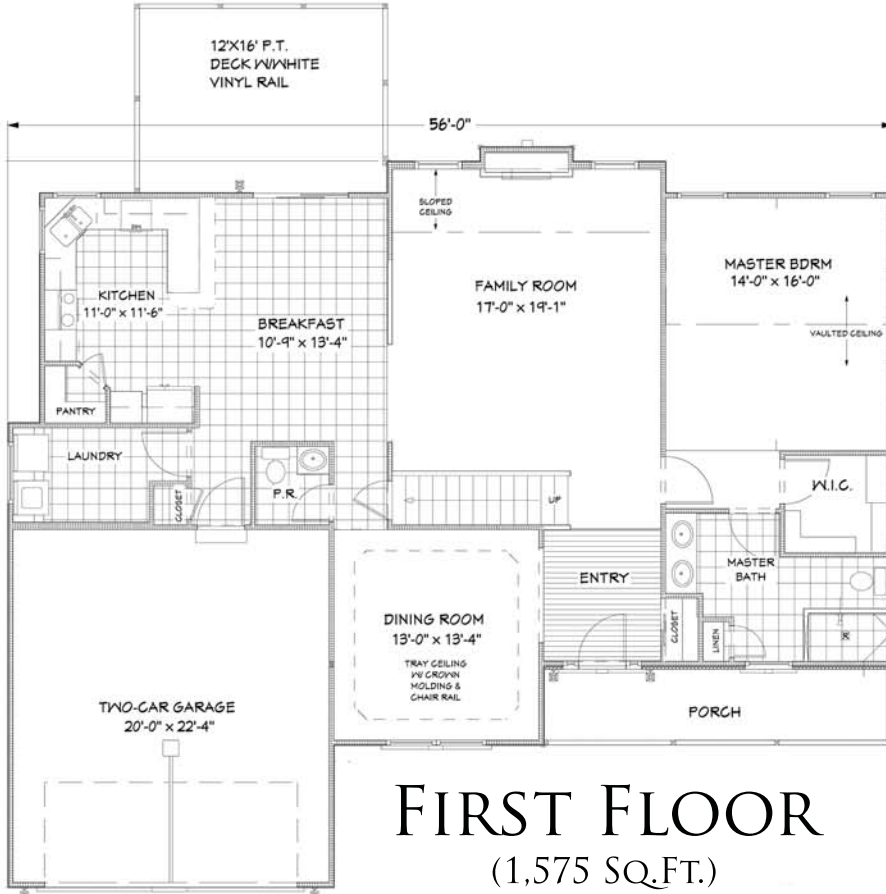 12'X16' P.T.
DECK W/WHITE
VINYL RAIL
56'-0"
SLOPED
CEILING
FAMILY ROOM
17'-0" x 19'-1"
MASTER BDRM
14'-0" x 16'-0"
VAULTED CEILING
KITCHEN
11'-0" x 11'-6"
BREAKFAST
10'-9" x 13'-4"
PANTRY
LAUNDRY
CLOSET
P.R.
UP
W.I.C.
ENTRY
MASTER
BATH
CLOSET
LINEN
DINING ROOM
13'-0" x 13'-4"
TRAY CEILING
W/ CROWN
MOLDING &
CHAIR RAIL
TWO-CAR GARAGE
20'-0" x 22'-4"
PORCH
FIRST FLOOR
(1,575 SQ.FT.)